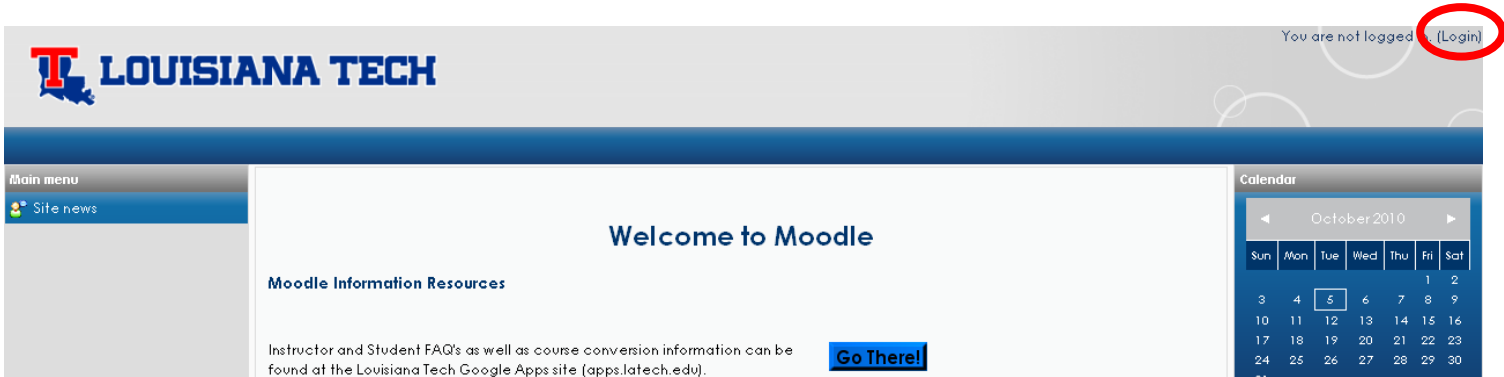 You are not logged . (Login)
LOUISIANA TECH
Main menu
Site news
Welcome to Moodle
Moodle Information Resources
Instructor and Student FAQ's as well as course conversion information can be
found at the Louisiana Tech Google Apps site (apps.latech.edu).
Go There!
Calendar
◄ October 2010 ►
Sun Mon Tue Wed Thu Fri Sat
1 2
3 4 5 6 7 8 9
10 11 12 13 14 15 16
17 18 19 20 21 22 23
24 25 26 27 28 29 30